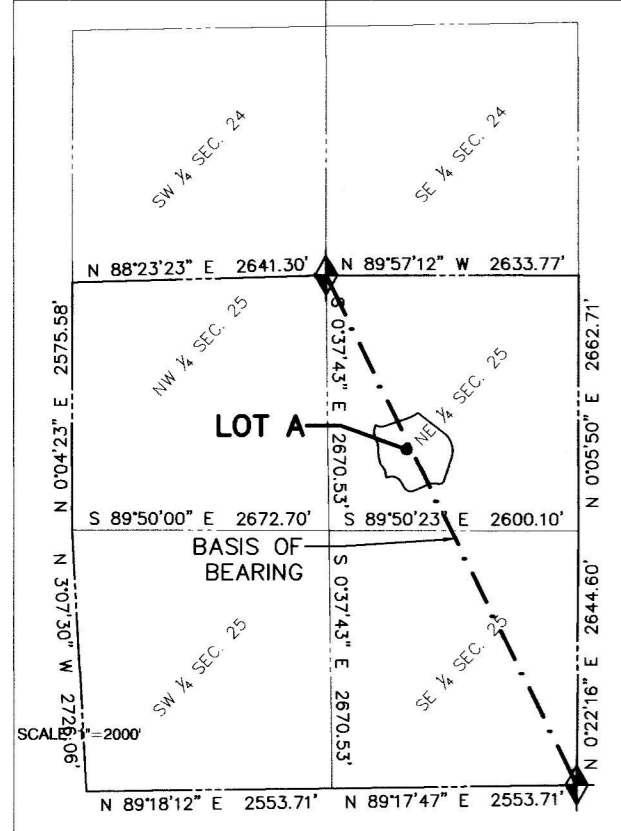 SW ¼ SEC. 24
SE ¼ SEC. 24
N 88°23'23" E 2641.30'
N 89°57'12" W 2633.77'
N 0°04'23" E 2575.58'
NW ¼ SEC. 25
S 0°37'43" E 2670.53'
NE ¼ SEC. 25
N 0°05'50" E 2662.71'
LOT A
S 89°50'00" E 2672.70'
S 89°50'23" E 2600.10'
BASIS OF
BEARING
N 3°07'30" W 2726.06'
SW ¼ SEC. 25
S 0°37'43" E 2670.53'
SE ¼ SEC. 25
N 0°22'16" E 2644.60'
SCALE 1"=2000'
N 89°18'12" E 2553.71'
N 89°17'47" E 2553.71'